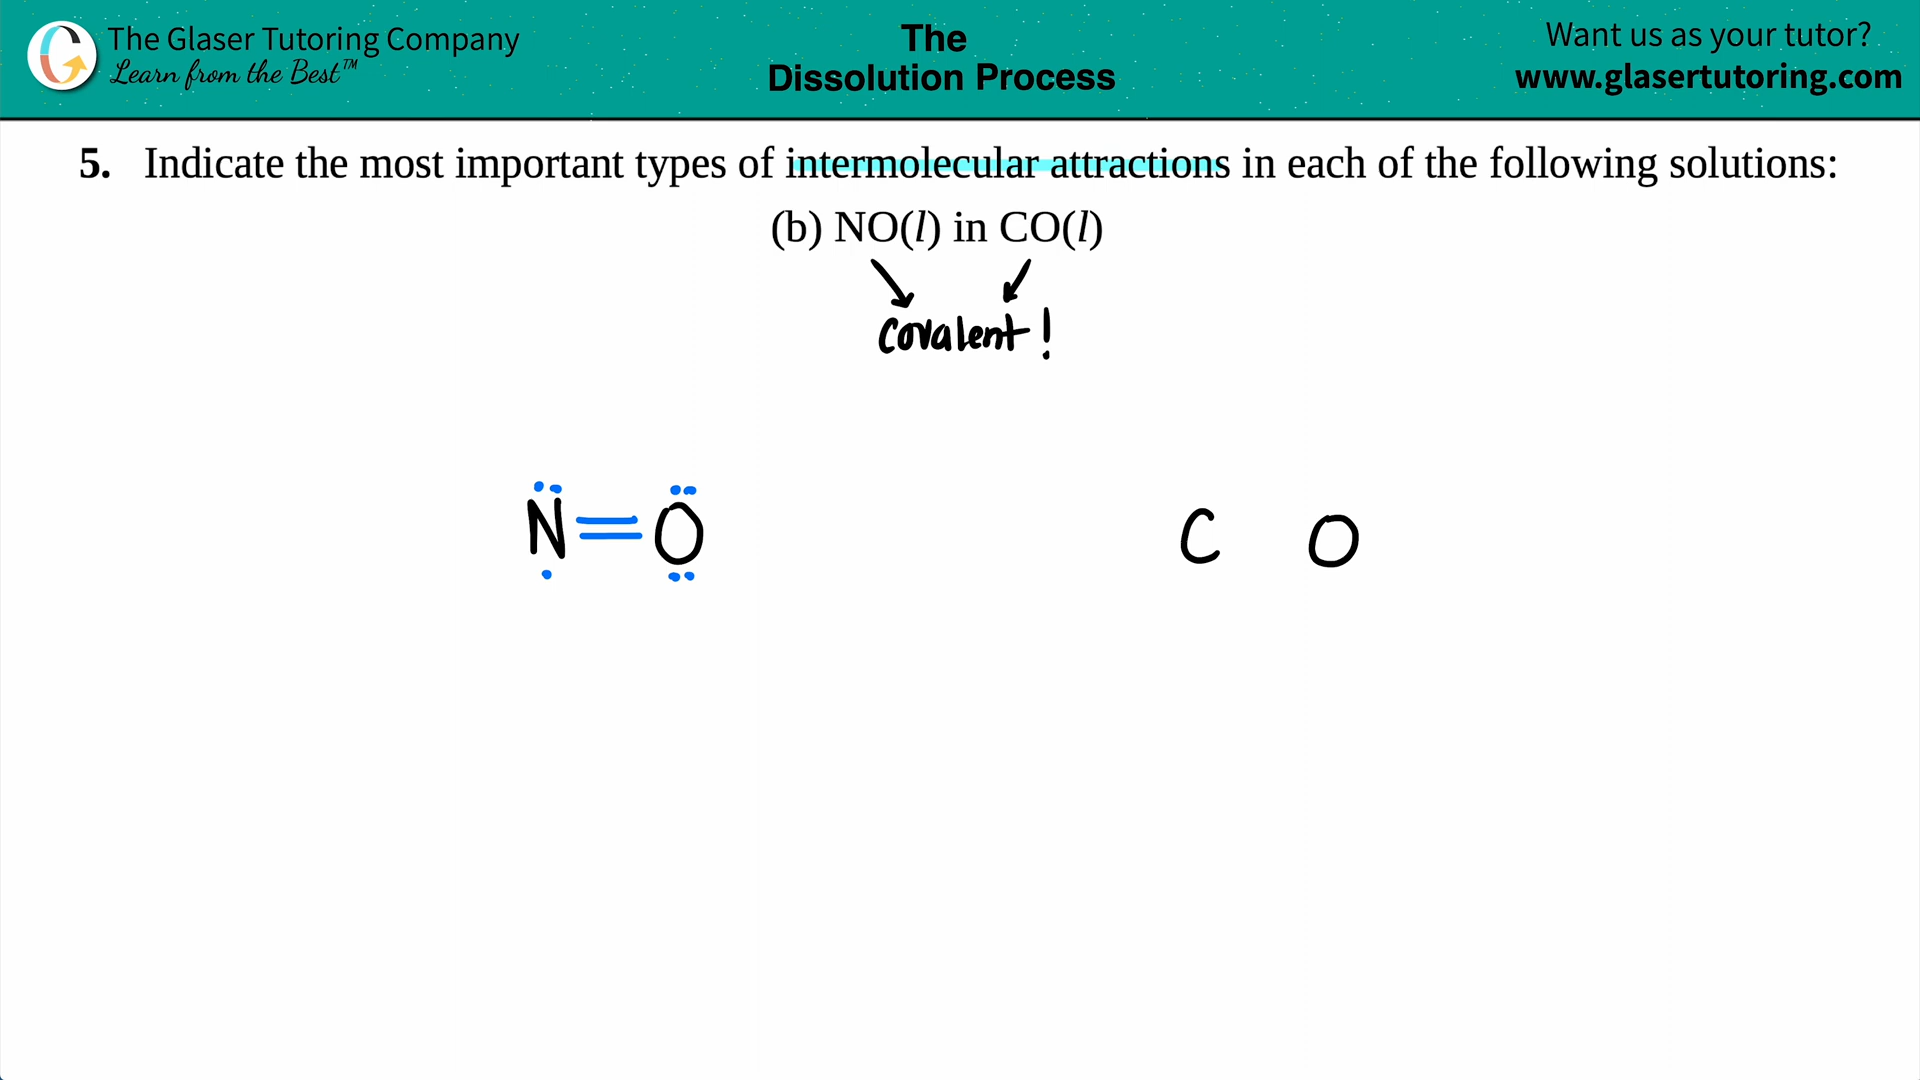 The Glaser Tutoring Company
Learn from the Best™
The
Dissolution Process
Want us as your tutor?
www.glasertutoring.com
5. Indicate the most important types of intermolecular attractions in each of the following solutions:
(b) NO(l) in CO(l)
Covalent!
N=O
C O